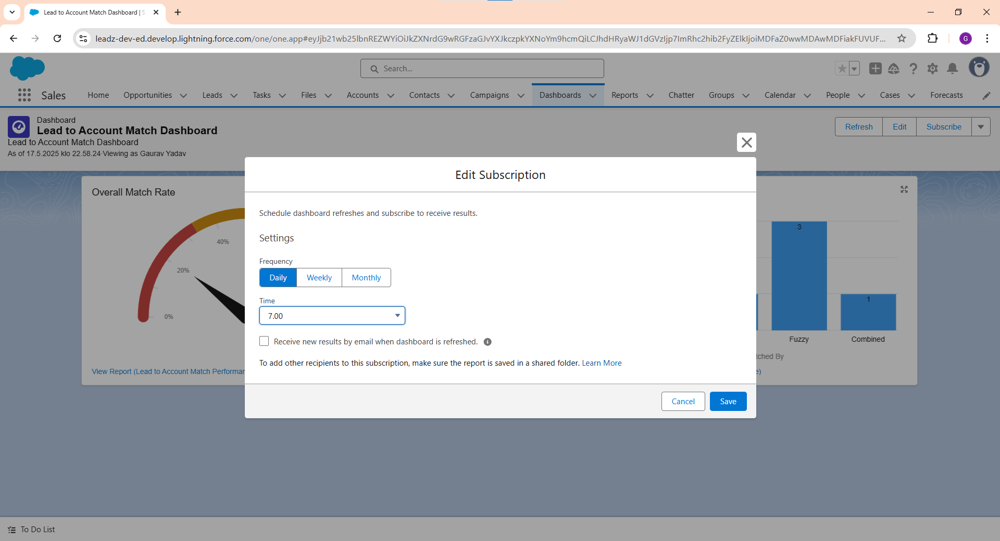 Lead to Account Match Dashboard | S
leadz-dev-ed.develop.lightning.force.com/one/one.app#eyJjb21wb25lbnREZWYiOiJkZXNrdG9wRGFzaGJvYXJkczpkYXNoYm9hcmQiLCJhdHRyaWJ1dGVzIjp7ImRhc2hib2FyZElkIjoiMDFaZ0wwMDAwMDFiakFUVUF...
G
Search...
Sales
Home
Opportunities
Leads
Tasks
Files
Accounts
Contacts
Campaigns
Dashboards
Reports
Chatter
Groups
Calendar
People
Cases
Forecasts
Dashboard
Lead to Account Match Dashboard
Lead to Account Match Dashboard
As of 17.5.2025 klo 22.58.24·Viewing as Gaurav Yadav
Refresh
Edit
Subscribe
Overall Match Rate
40%
20%
0%
View Report (Lead to Account Match Performan
Edit Subscription
Schedule dashboard refreshes and subscribe to receive results.
Settings
Frequency
Daily
Weekly
Monthly
Time
7.00
Receive new results by email when dashboard is refreshed.
To add other recipients to this subscription, make sure the report is saved in a shared folder. Learn More
Cancel
Save
3
1
Fuzzy
Combined
tched By
e)
To Do List